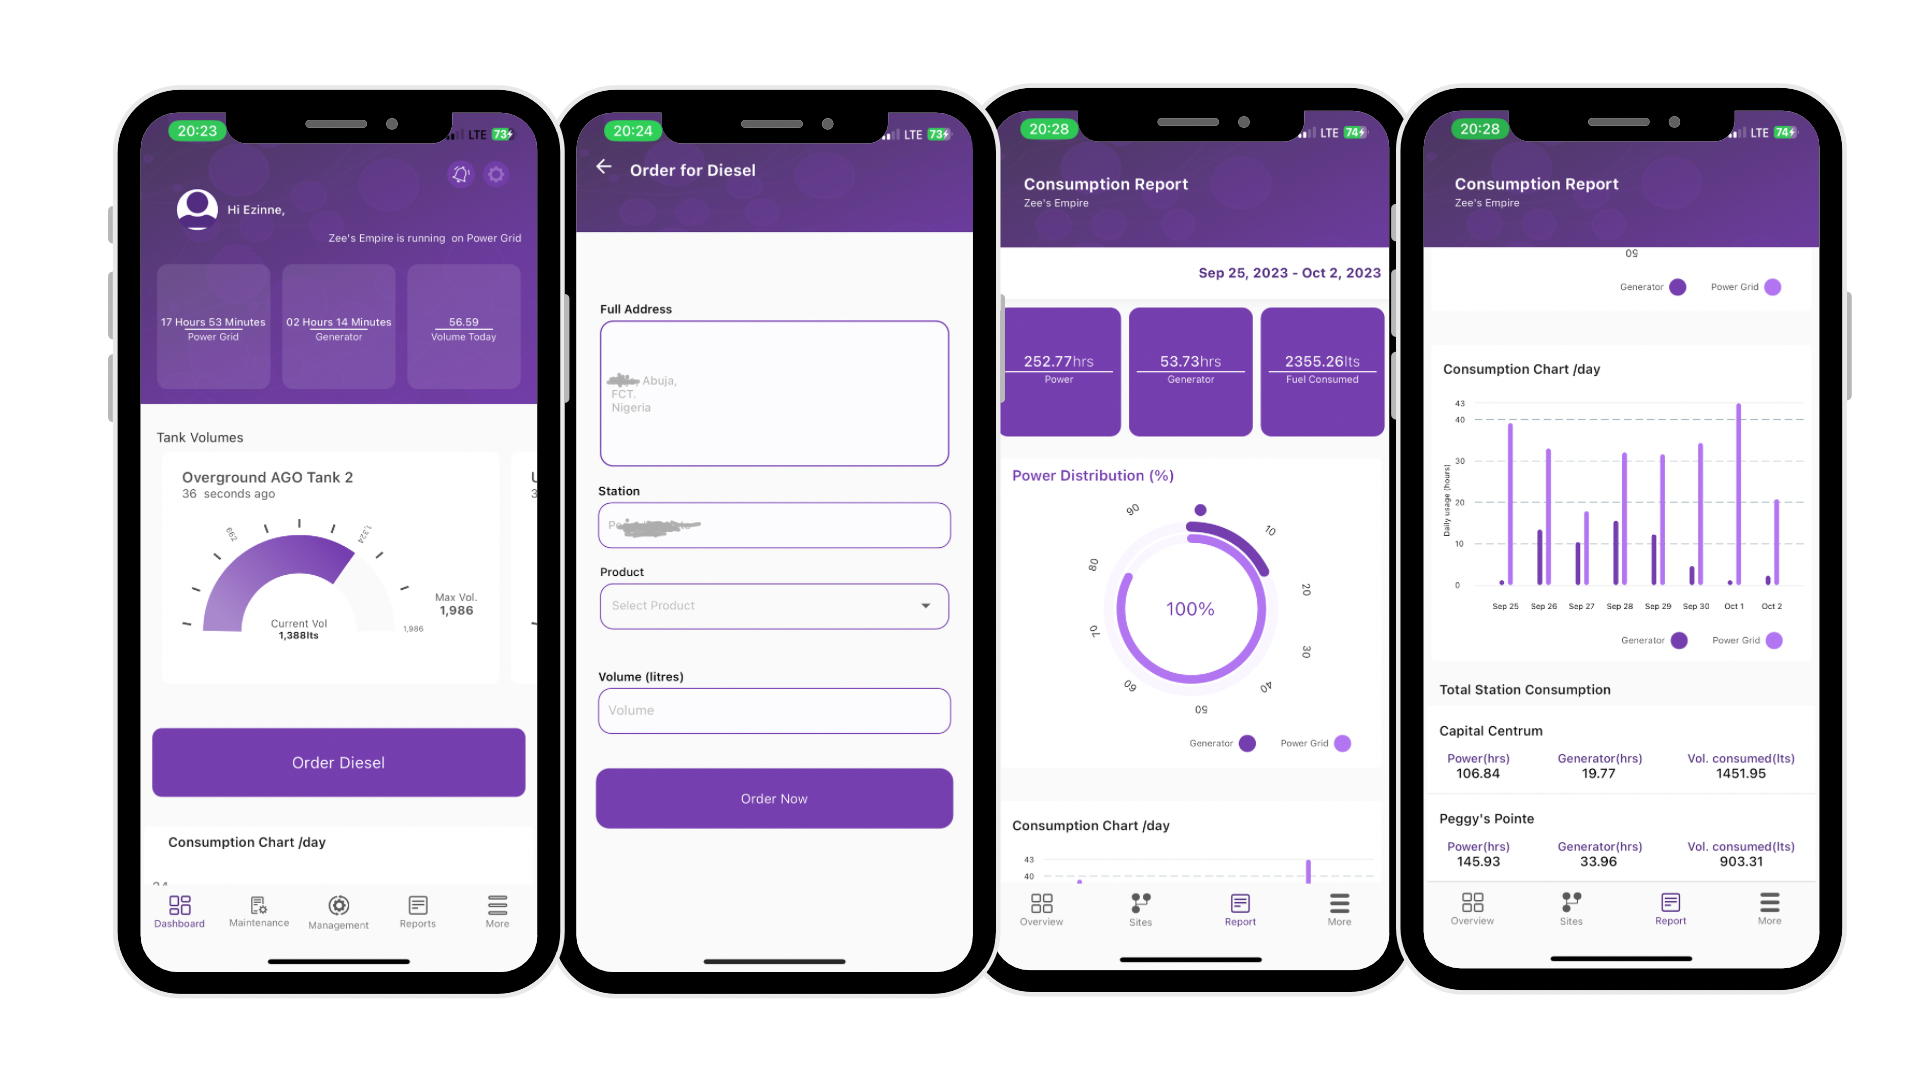 20:23
LTE 73
Hi Ezinne,
Zee's Empire is running on Power Grid
17 Hours 53 Minutes
Power Grid
02 Hours 14 Minutes
Generator
56.59
Volume Today
Tank Volumes
Overground AGO Tank 2
36 seconds ago
662
1,324
1,986
Current Vol
1,388lts
Max Vol.
1,986
U
3
Order Diesel
Consumption Chart /day
Dashboard
Maintenance
Management
Reports
More
20:24
LTE 73
Order for Diesel
Full Address
Abuja,
FCT.
Nigeria
Station
Product
Select Product
Volume (litres)
Volume
Order Now
20:28
LTE 74
Consumption Report
Zee's Empire
Sep 25, 2023 - Oct 2, 2023
252.77hrs
Power
53.73hrs
Generator
2355.26lts
Fuel Consumed
Power Distribution (%)
10
20
30
40
50
60
70
80
90
100%
Generator
Power Grid
Consumption Chart /day
43
40
Overview
Sites
Report
More
20:28
LTE 74
Consumption Report
Zee's Empire
50
Generator
Power Grid
Consumption Chart /day
Daily usage (hours)
43
40
30
20
10
0
Sep 25 Sep 26 Sep 27 Sep 28 Sep 29 Sep 30 Oct 1 Oct 2
Generator
Power Grid
Total Station Consumption
Capital Centrum
Power(hrs) Generator(hrs) Vol. consumed(lts)
106.84 19.77 1451.95
Peggy's Pointe
Power(hrs) Generator(hrs) Vol. consumed(lts)
145.93 33.96 903.31
Overview
Sites
Report
More